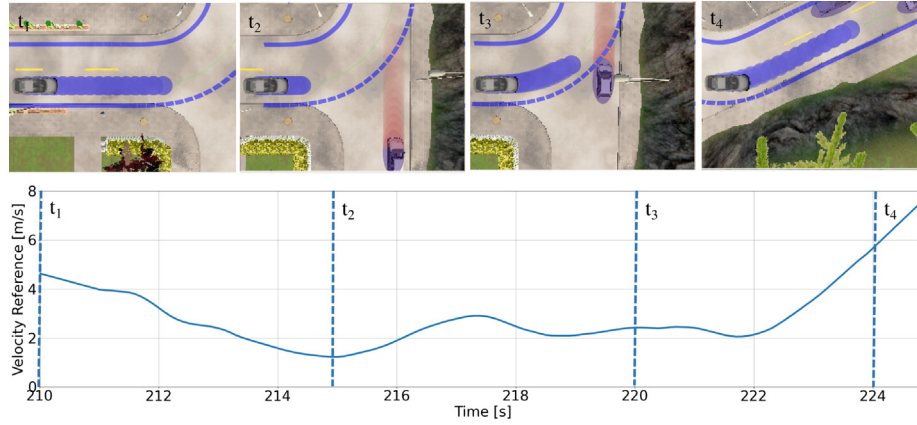 t1
t2
t3
t4
Velocity Reference [m/s]
8
6
4
2
0
t1
t2
t3
t4
210
212
214
216
218
220
222
224
Time [s]